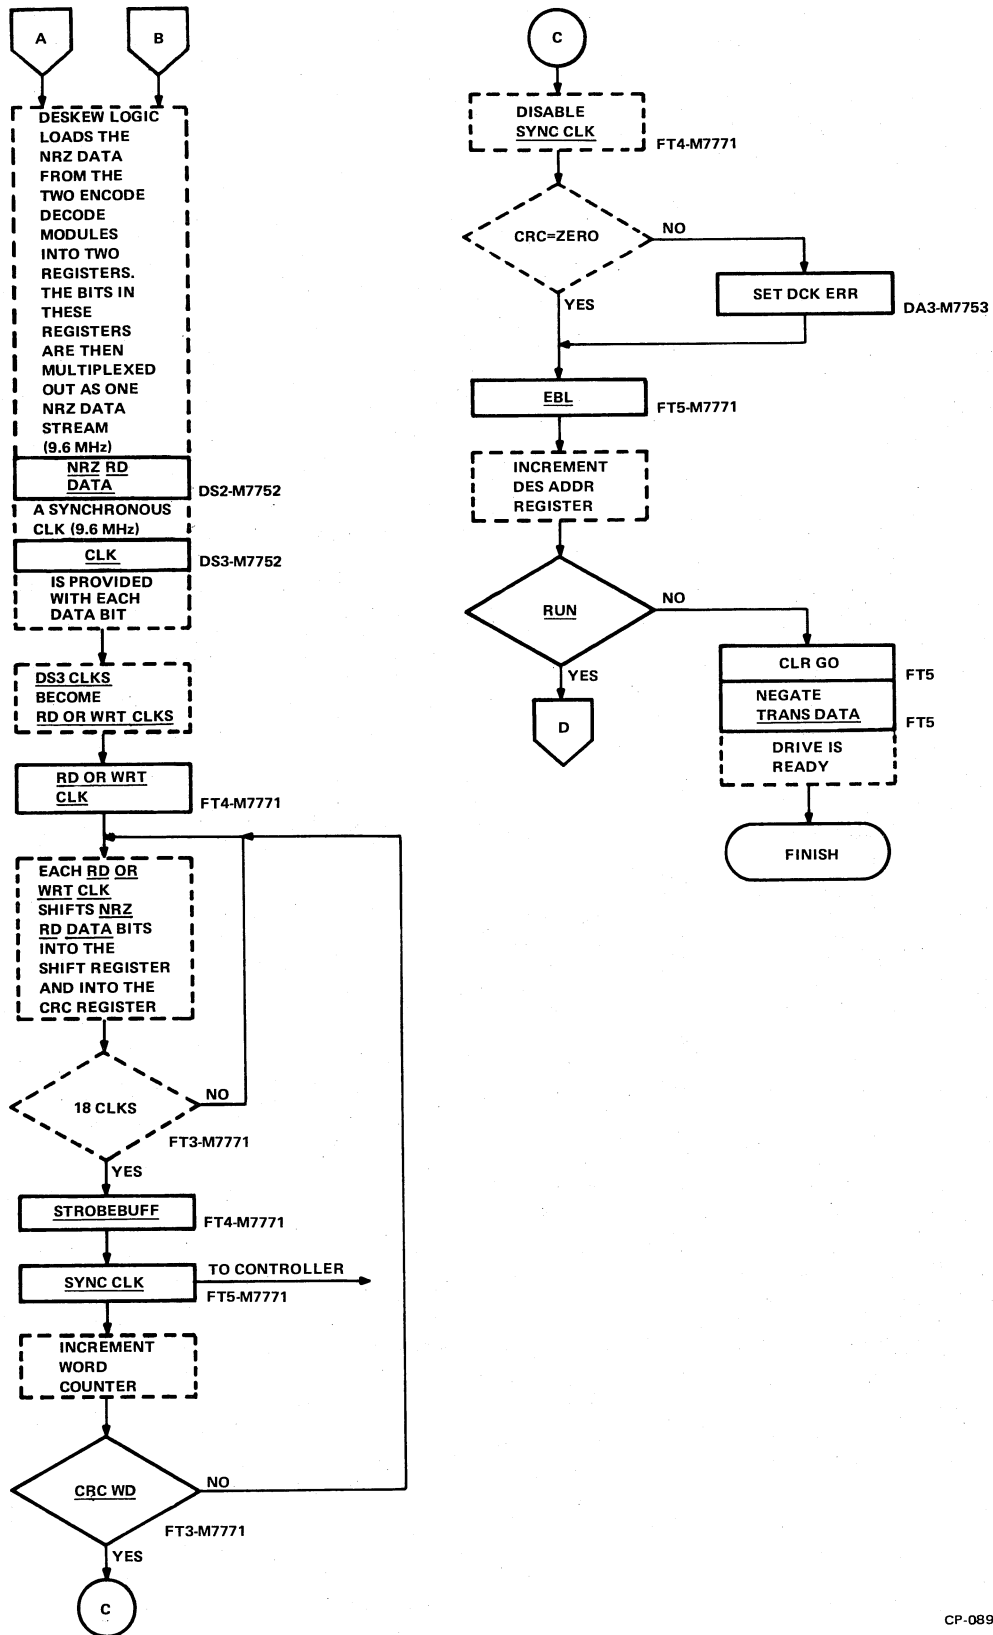 A
B
DESKEW LOGIC
LOADS THE
NRZ DATA
FROM THE
TWO ENCODE
DECODE
MODULES
INTO TWO
REGISTERS.
THE BITS IN
THESE
REGISTERS
ARE THEN
MULTIPLEXED
OUT AS ONE
NRZ DATA
STREAM
(9.6 MHz)
NRZ RD
DATA
DS2-M7752
A SYNCHRONOUS
CLK (9.6 MHz)
CLK
DS3-M7752
IS PROVIDED
WITH EACH
DATA BIT
DS3 CLKS
BECOME
RD OR WRT CLKS
RD OR WRT
CLK
FT4-M7771
EACH RD OR
WRT CLK
SHIFTS NRZ
RD DATA BITS
INTO THE
SHIFT REGISTER
AND INTO THE
CRC REGISTER
18 CLKS
NO
FT3-M7771
YES
STROBEBUFF
FT4-M7771
SYNC CLK
TO CONTROLLER
FT5-M7771
INCREMENT
WORD
COUNTER
CRC WD
NO
FT3-M7771
YES
C
C
DISABLE
SYNC CLK
FT4-M7771
CRC=ZERO
NO
YES
SET DCK ERR
DA3-M7753
EBL
FT5-M7771
INCREMENT
DES ADDR
REGISTER
RUN
NO
YES
D
CLR GO
FT5
NEGATE
TRANS DATA
FT5
DRIVE IS
READY
FINISH
CP-089